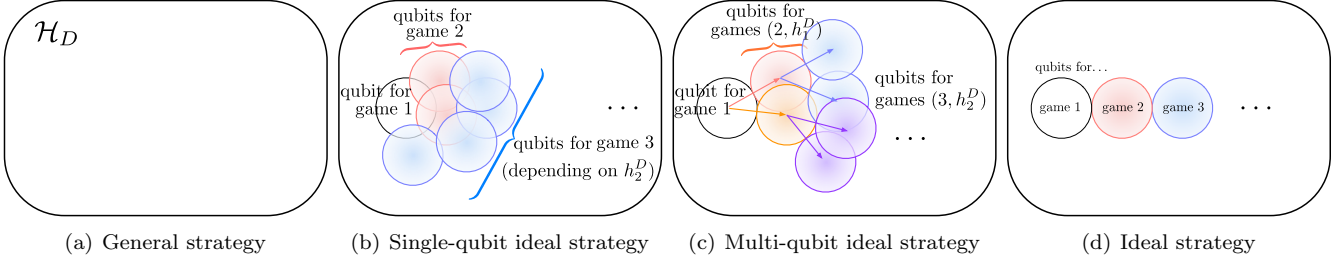 $\mathcal{H}_D$
qubits for
game 2
qubit for
game 1
qubits for game 3
(depending on $h_2^D$)
· · ·
qubits for
games $(2, h_1^D)$
qubit for
game 1
qubits for
games $(3, h_2^D)$
· · ·
qubits for...
game 1 game 2 game 3 · · ·
(a) General strategy
(b) Single-qubit ideal strategy
(c) Multi-qubit ideal strategy
(d) Ideal strategy